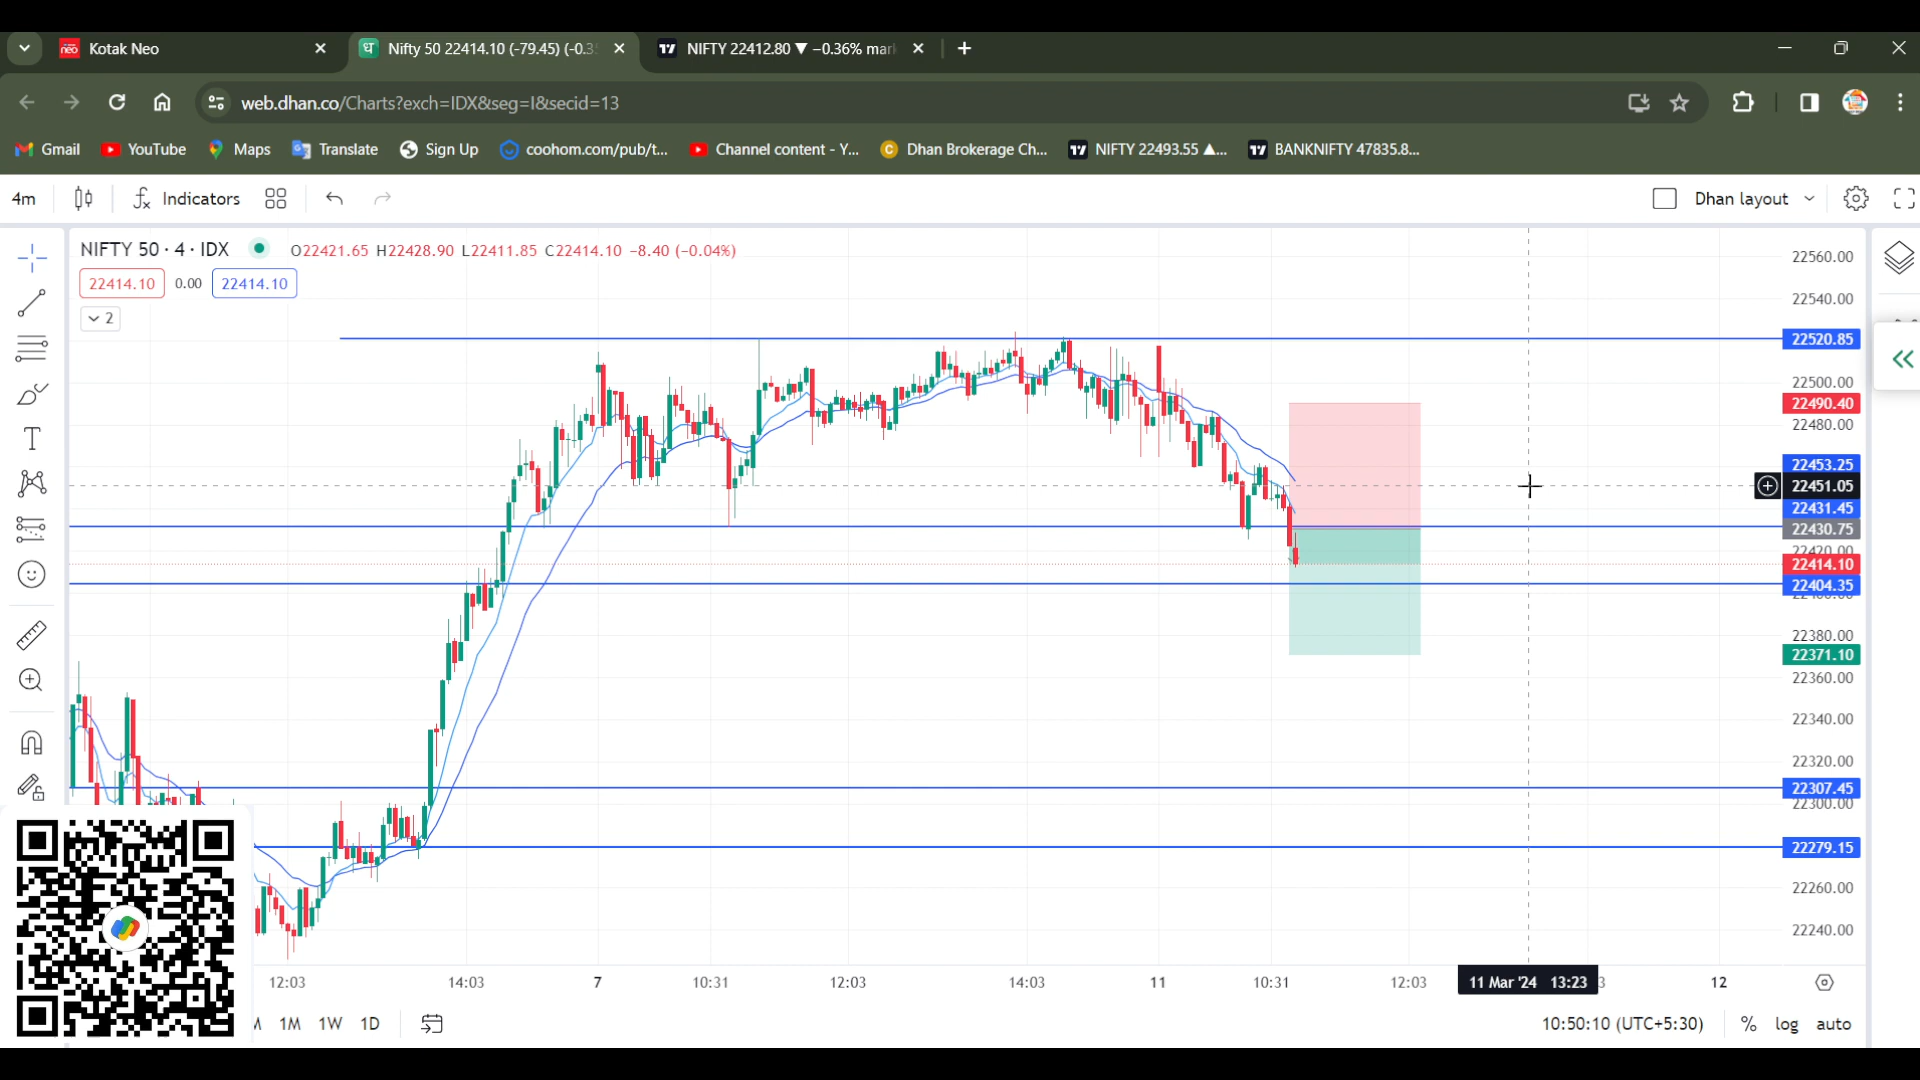 neo Kotak Neo
ध Nifty 50 22414.10 (-79.45) (-0.3
NIFTY 22412.80 ▼ −0.36% mar
web.dhan.co/Charts?exch=IDX&seg=I&secid=13
Gmail
YouTube
Maps
Translate
Sign Up
coohom.com/pub/t...
Channel content - Y...
C Dhan Brokerage Ch...
NIFTY 22493.55 ▲...
BANKNIFTY 47835.8...
4m
Indicators
Dhan layout
NIFTY 50 · 4 · IDX
O22421.65 H22428.90 L22411.85 C22414.10 −8.40 (−0.04%)
22414.10 0.00 22414.10
2
22560.00
22540.00
22520.85
22500.00
22490.40
22480.00
22453.25
22451.05
22431.45
22430.75
22420.00
22414.10
22404.35
22380.00
22371.10
22360.00
22340.00
22320.00
22307.45
22300.00
22279.15
22260.00
22240.00
12:03
14:03
7
10:31
12:03
14:03
11
10:31
12:03
11 Mar '24 13:23
12
1M
1W
1D
10:50:10 (UTC+5:30)
%
log
auto